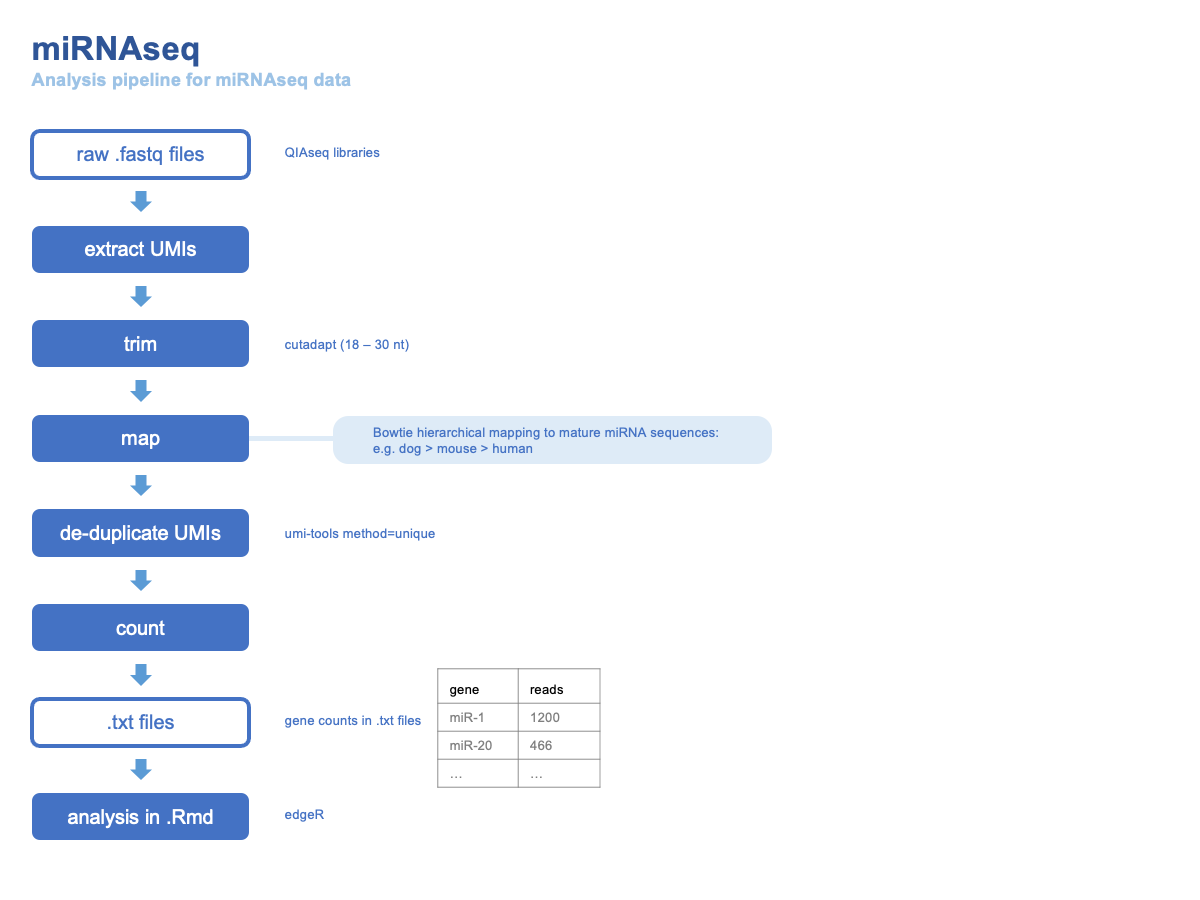 miRNAseq
Analysis pipeline for miRNAseq data
raw .fastq files
QIAseq libraries
extract UMIs
trim
cutadapt (18 – 30 nt)
map
Bowtie hierarchical mapping to mature miRNA sequences:
e.g. dog > mouse > human
de-duplicate UMIs
umi-tools method=unique
count
.txt files
gene counts in .txt files
gene reads
miR-1 1200
miR-20 466
… …
analysis in .Rmd
edgeR